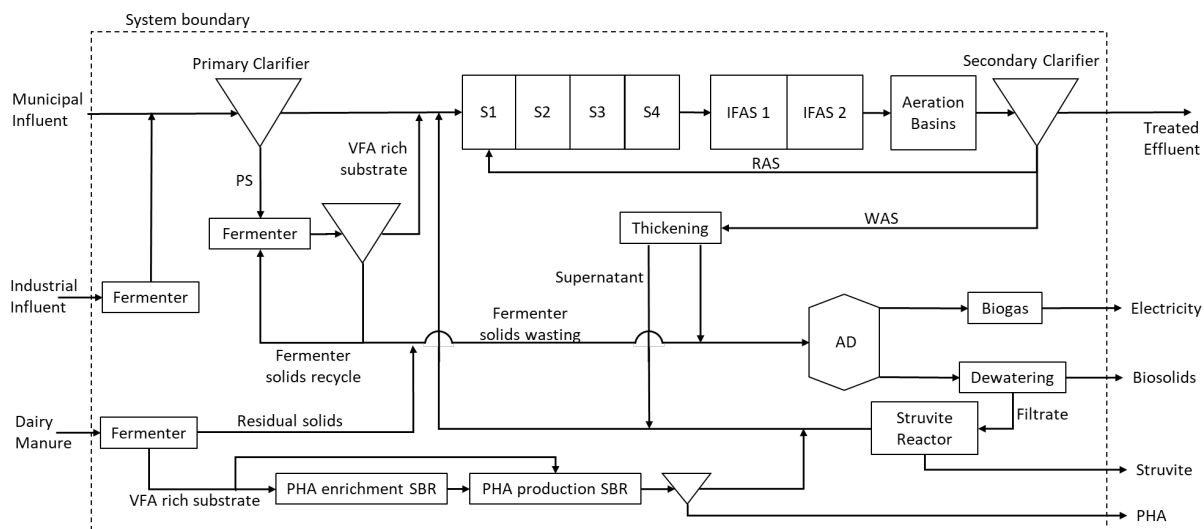 System boundary
Primary Clarifier
Secondary Clarifier
Municipal
Influent
S1
S2
S3
S4
IFAS 1
IFAS 2
Aeration
Basins
Treated
Effluent
VFA rich
substrate
RAS
PS
Fermenter
Thickening
WAS
Supernatant
Industrial
Influent
Fermenter
Fermenter
solids wasting
Biogas
Electricity
AD
Fermenter
solids recycle
Dewatering
Biosolids
Dairy
Manure
Fermenter
Residual solids
Struvite
Reactor
Filtrate
Struvite
VFA rich substrate
PHA enrichment SBR
PHA production SBR
PHA